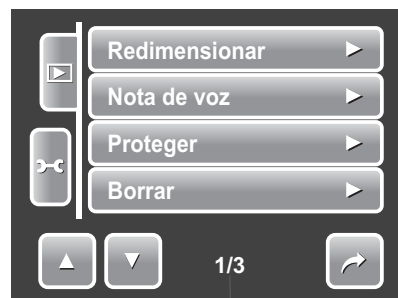 Redimensionar
Nota de voz
Proteger
Borrar
1/3